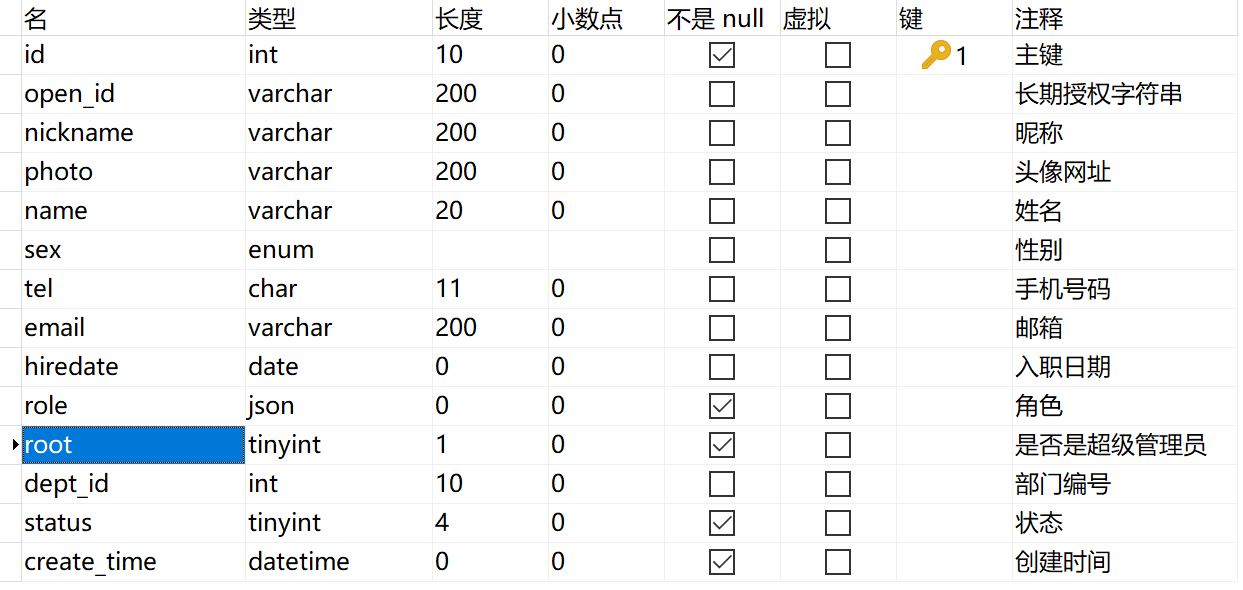 名 类型 长度 小数点 不是 null 虚拟 键 注释
id int 10 0 1 主键
open_id varchar 200 0 长期授权字符串
nickname varchar 200 0 昵称
photo varchar 200 0 头像网址
name varchar 20 0 姓名
sex enum 性别
tel char 11 0 手机号码
email varchar 200 0 邮箱
hiredate date 0 0 入职日期
role json 0 0 角色
root tinyint 1 0 是否是超级管理员
dept_id int 10 0 部门编号
status tinyint 4 0 状态
create_time datetime 0 0 创建时间